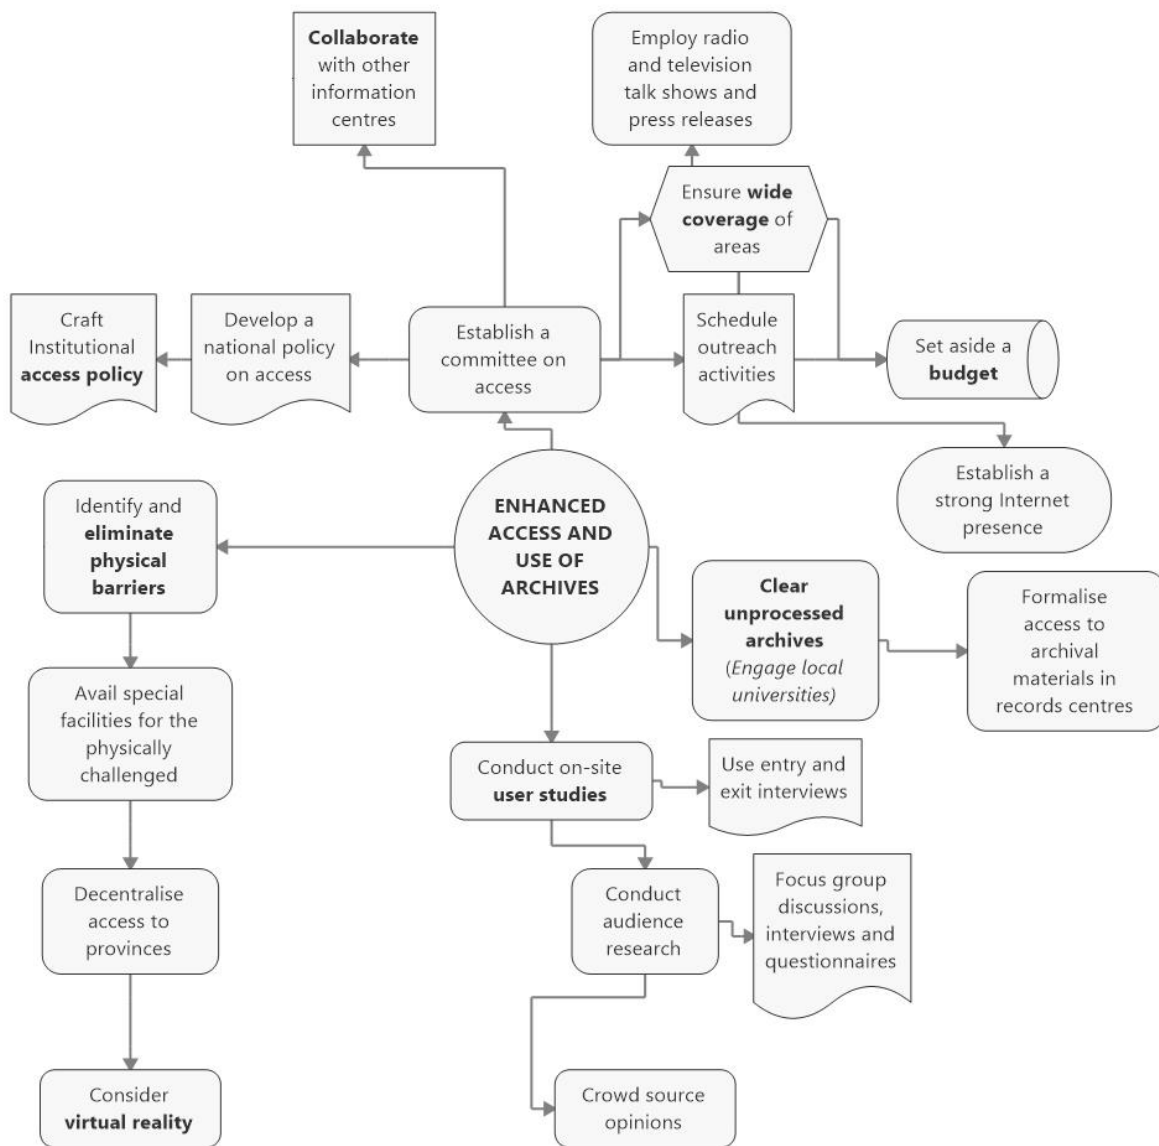 Collaborate
with other
information
centres
Employ radio
and television
talk shows and
press releases
Ensure wide
coverage of
areas
Craft
Institutional
access policy
Develop a
national policy
on access
Establish a
committee on
access
Schedule
outreach
activities
Set aside a
budget
Establish a
strong Internet
presence
ENHANCED
ACCESS AND
USE OF
ARCHIVES
Identify and
eliminate
physical
barriers
Clear
unprocessed
archives
(Engage local
universities)
Formalise
access to
archival
materials in
records centres
Avail special
facilities for the
physically
challenged
Conduct on-site
user studies
Use entry and
exit interviews
Decentralise
access to
provinces
Conduct
audience
research
Focus group
discussions,
interviews and
questionnaires
Consider
virtual reality
Crowd source
opinions